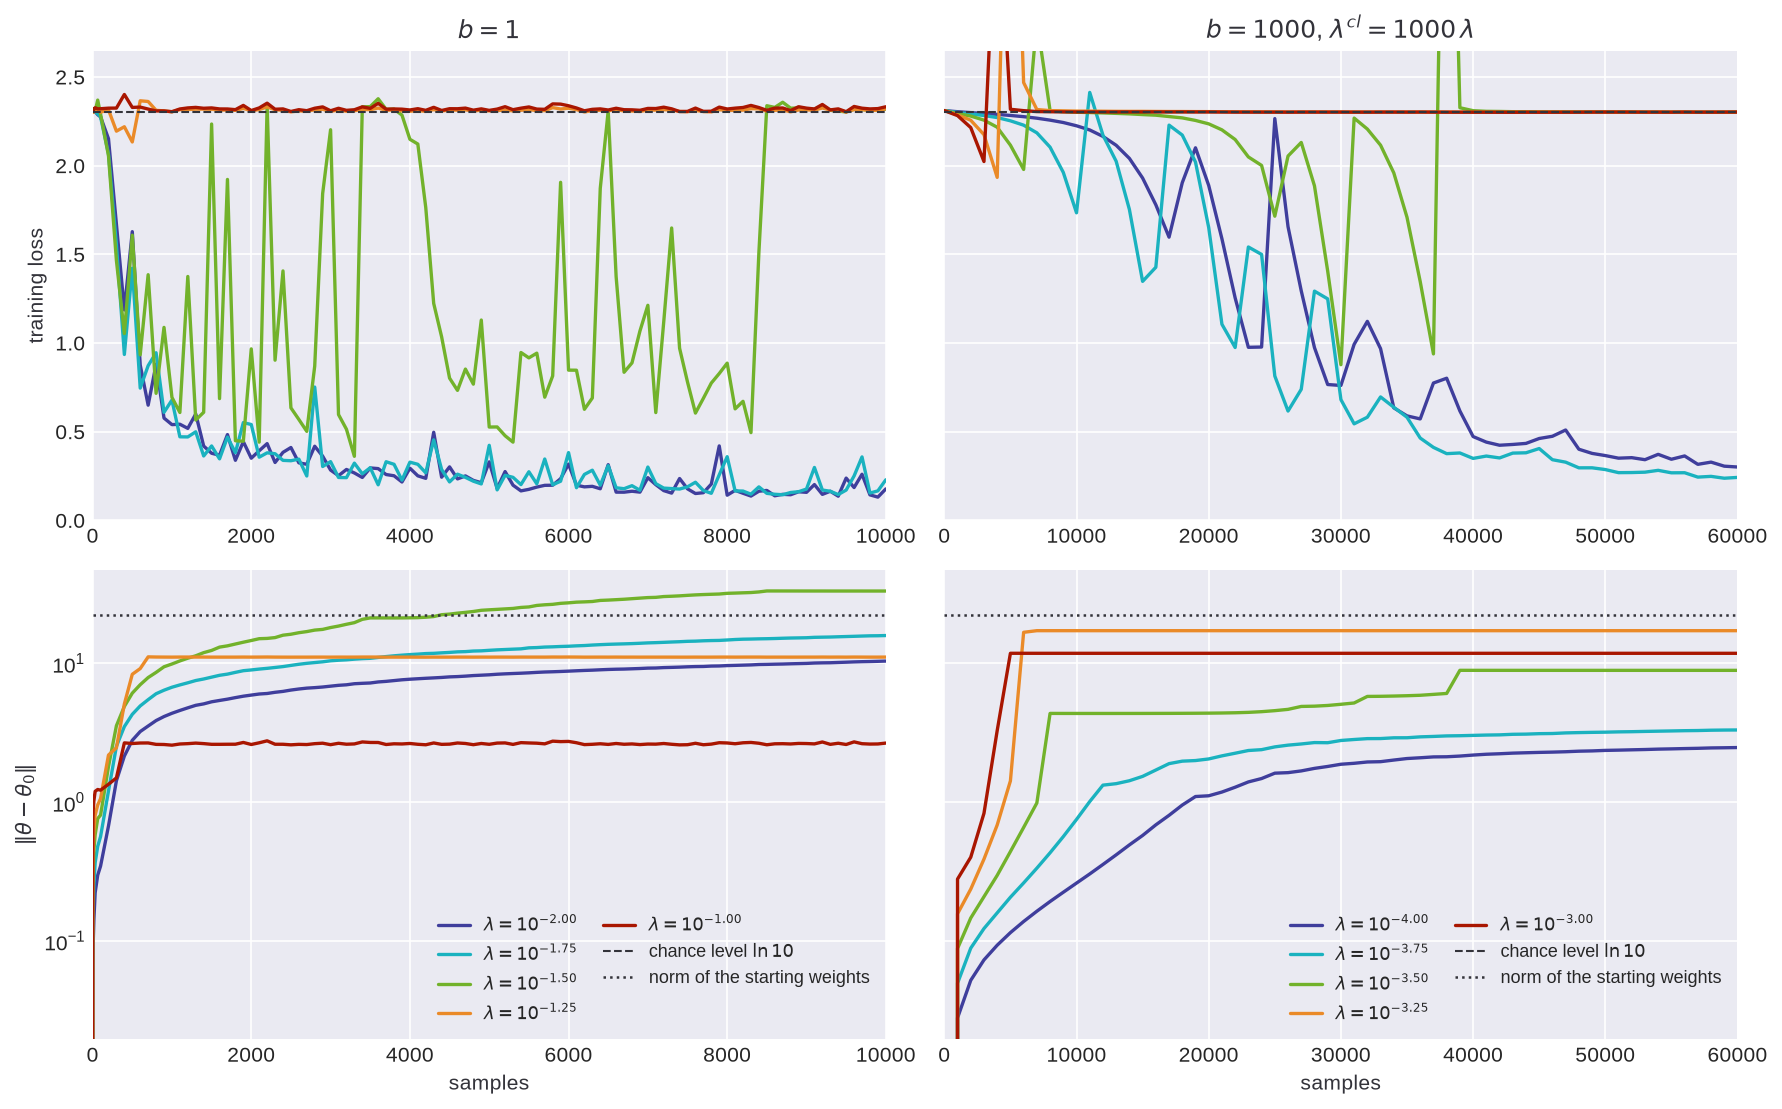 b = 1
b = 1000, λ^cl = 1000λ
training loss
2.5
2.0
1.5
1.0
0.5
0.0
0 2000 4000 6000 8000 10000
0 10000 20000 30000 40000 50000 60000
‖θ − θ₀‖
10¹
10⁰
10⁻¹
λ = 10^−2.00
λ = 10^−1.75
λ = 10^−1.50
λ = 10^−1.25
λ = 10^−1.00
chance level ln 10
norm of the starting weights
λ = 10^−4.00
λ = 10^−3.75
λ = 10^−3.50
λ = 10^−3.25
λ = 10^−3.00
chance level ln 10
norm of the starting weights
0 2000 4000 6000 8000 10000
samples
0 10000 20000 30000 40000 50000 60000
samples